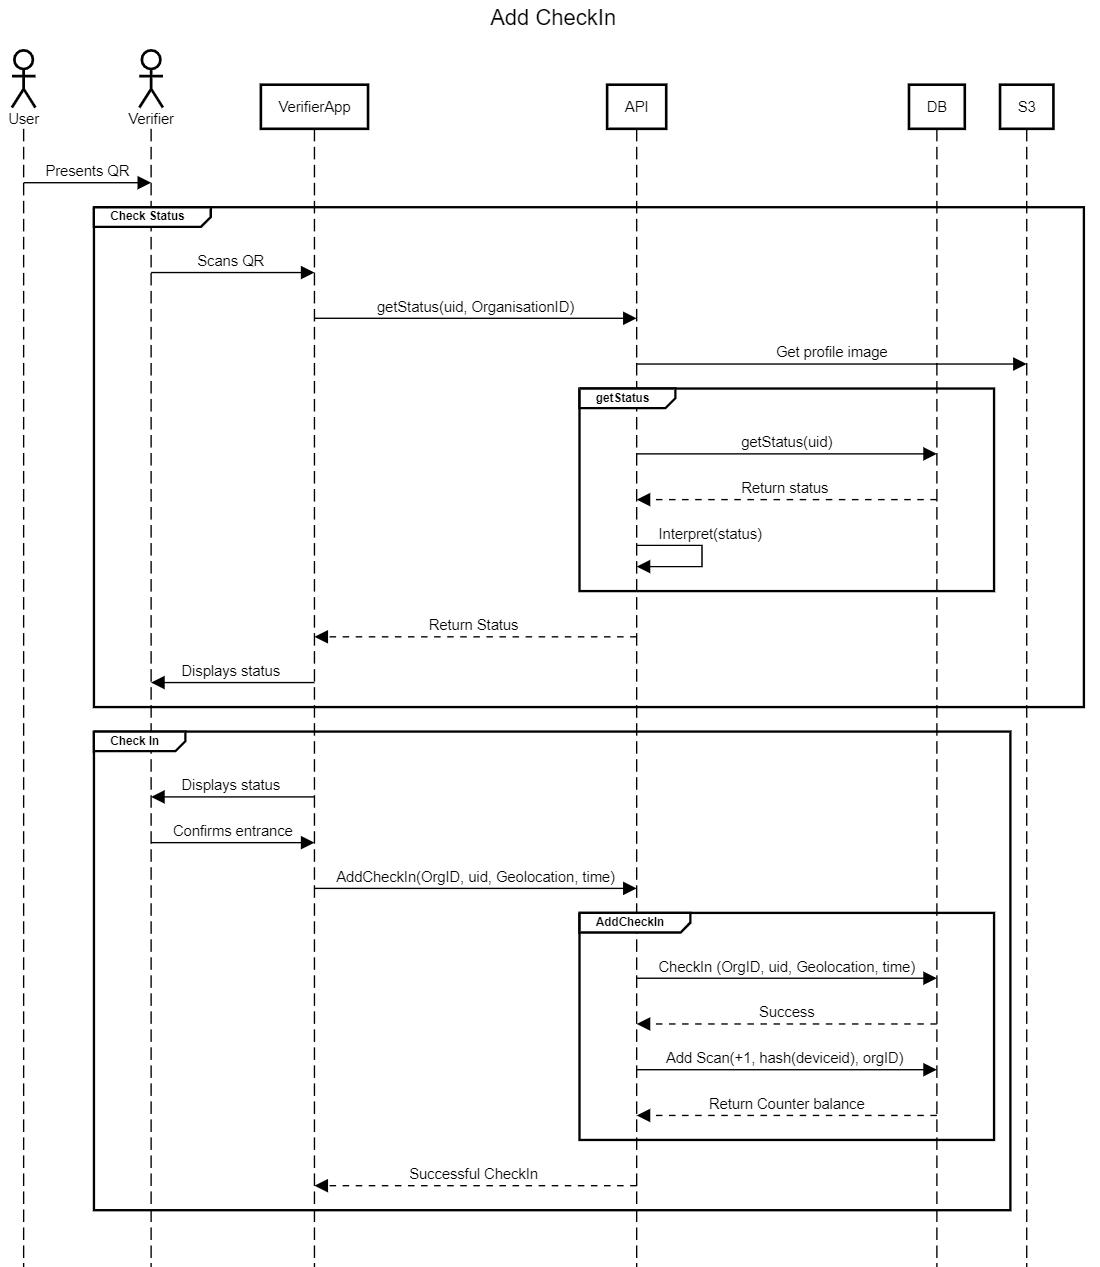 Add CheckIn
User
Verifier
VerifierApp
API
DB
S3
Presents QR
Check Status
Scans QR
getStatus(uid, OrganisationID)
Get profile image
getStatus
getStatus(uid)
Return status
Interpret(status)
Return Status
Displays status
Check In
Displays status
Confirms entrance
AddCheckIn(OrgID, uid, Geolocation, time)
AddCheckIn
CheckIn (OrgID, uid, Geolocation, time)
Success
Add Scan(+1, hash(deviceid), orgID)
Return Counter balance
Successful CheckIn